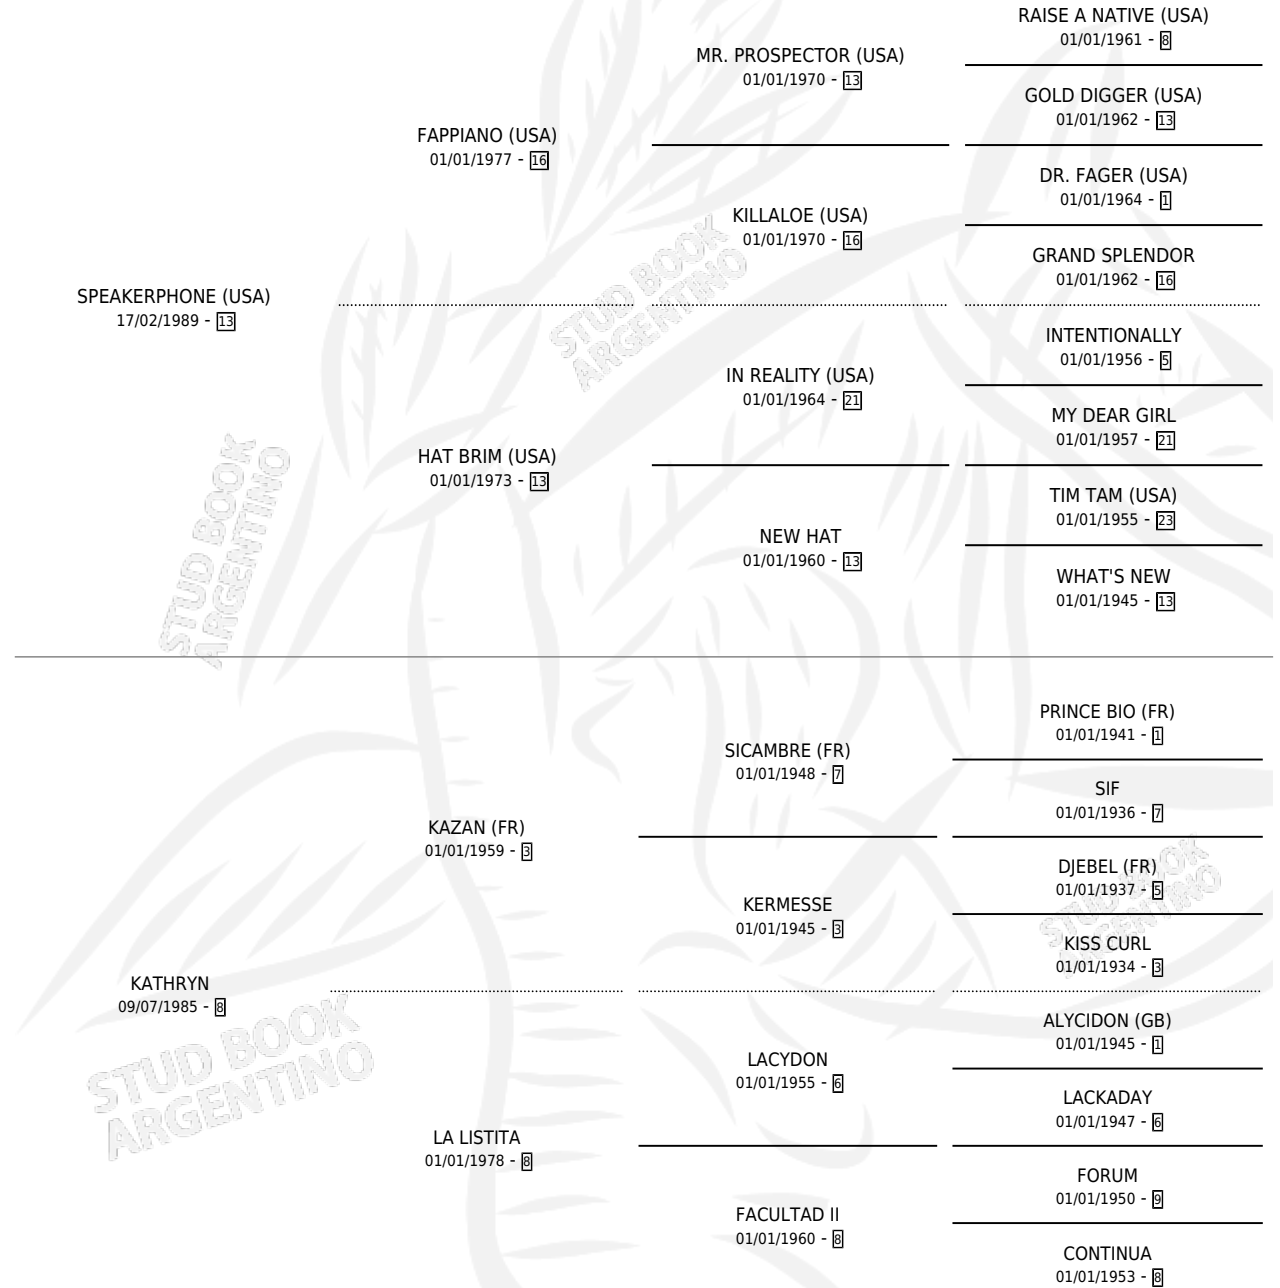 RAISE A NATIVE (USA)
01/01/1961 - 8
MR. PROSPECTOR (USA)
01/01/1970 - 13
GOLD DIGGER (USA)
01/01/1962 - 13
FAPPIANO (USA)
01/01/1977 - 16
DR. FAGER (USA)
01/01/1964 - 1
KILLALOE (USA)
01/01/1970 - 16
GRAND SPLENDOR
01/01/1962 - 16
SPEAKERPHONE (USA)
17/02/1989 - 13
INTENTIONALLY
01/01/1956 - 5
IN REALITY (USA)
01/01/1964 - 21
MY DEAR GIRL
01/01/1957 - 21
HAT BRIM (USA)
01/01/1973 - 13
TIM TAM (USA)
01/01/1955 - 23
NEW HAT
01/01/1960 - 13
WHAT'S NEW
01/01/1945 - 13
STUD BOOK
ARGENTINO
STUD BOOK
ARGENTINO
PRINCE BIO (FR)
01/01/1941 - 1
SICAMBRE (FR)
01/01/1948 - 7
SIF
01/01/1936 - 7
KAZAN (FR)
01/01/1959 - 3
DJEBEL (FR)
01/01/1937 - 5
KERMESSE
01/01/1945 - 3
KISS CURL
01/01/1934 - 3
STUD BOOK
ARGENTINO
KATHRYN
09/07/1985 - 8
ALYCIDON (GB)
01/01/1945 - 1
LACYDON
01/01/1955 - 6
LACKADAY
01/01/1947 - 6
LA LISTITA
01/01/1978 - 8
FORUM
01/01/1950 - 9
FACULTAD II
01/01/1960 - 8
CONTINUA
01/01/1953 - 8
STUD BOOK
ARGENTINO